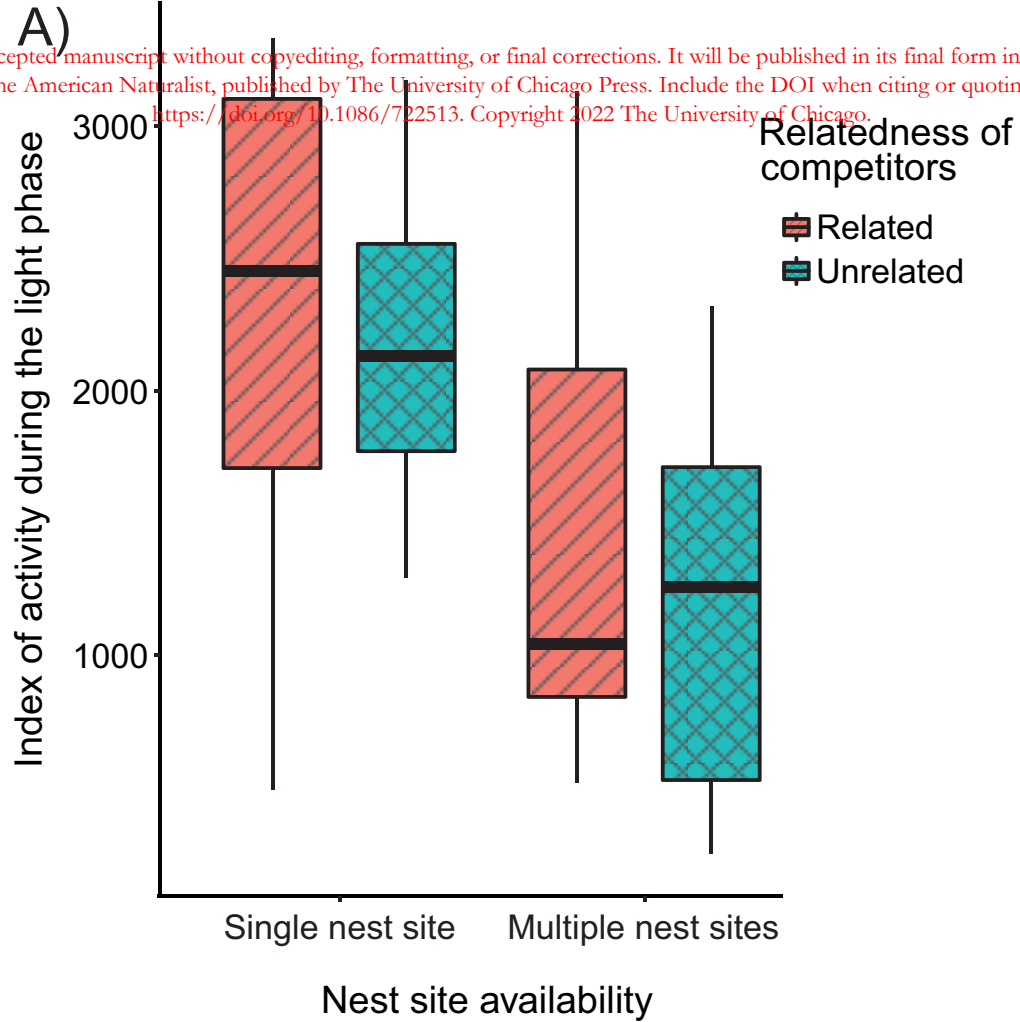 A)
cepted manuscript without copyediting, formatting, or final corrections. It will be published in its final form in
he American Naturalist, published by The University of Chicago Press. Include the DOI when citing or quotin
https://doi.org/10.1086/722513. Copyright 2022 The University of Chicago.
Relatedness of
competitors
Related
Unrelated
Index of activity during the light phase
3000
2000
1000
Single nest site
Multiple nest sites
Nest site availability